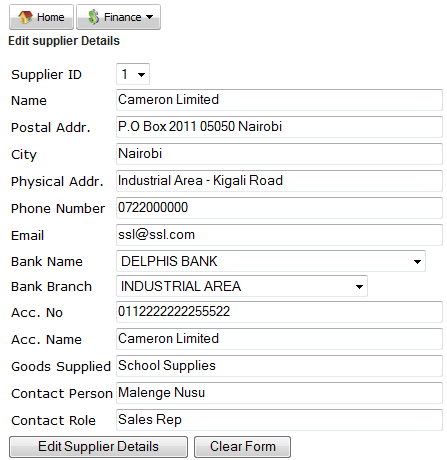 Home Finance
Edit supplier Details
Supplier ID 1
Name Cameron Limited
Postal Addr. P.O Box 2011 05050 Nairobi
City Nairobi
Physical Addr. Industrial Area - Kigali Road
Phone Number 0722000000
Email ssl@ssl.com
Bank Name DELPHIS BANK
Bank Branch INDUSTRIAL AREA
Acc. No 0112222222255522
Acc. Name Cameron Limited
Goods Supplied School Supplies
Contact Person Malenge Nusu
Contact Role Sales Rep
Edit Supplier Details Clear Form